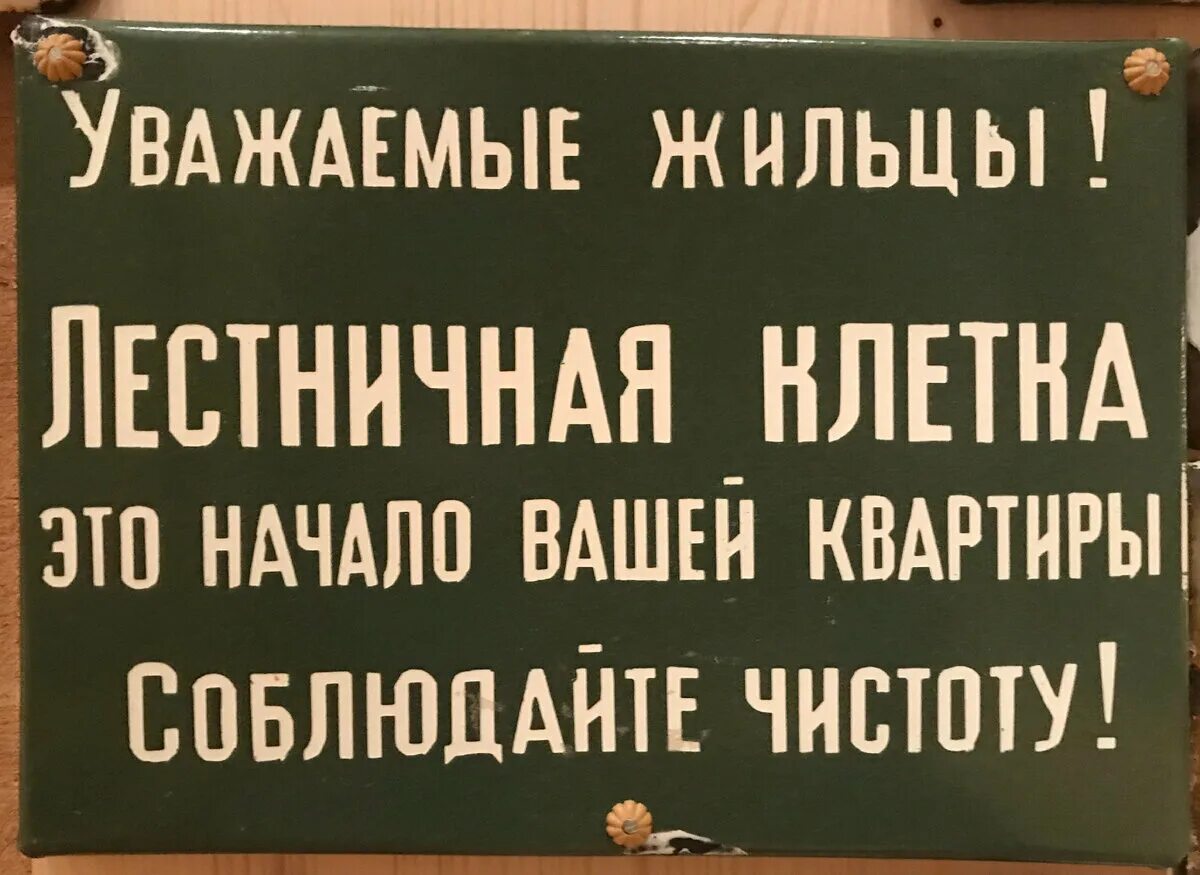 Уважаемые жильцы!
Лестничная клетка
это начало вашей квартиры
Соблюдайте чистоту!